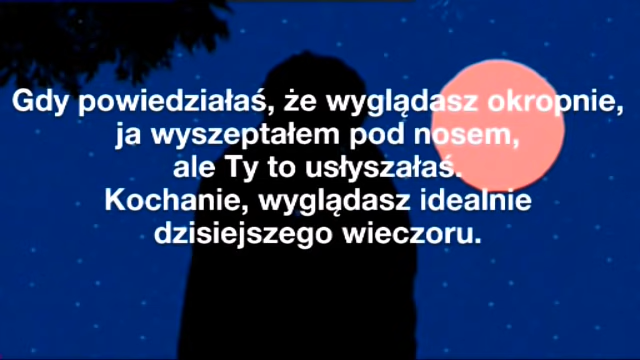 Gdy powiedziałaś, że wyglądasz okropnie,
ja wyszeptałem pod nosem,
ale Ty to usłyszałaś.
Kochanie, wyglądasz idealnie
dzisiejszego wieczoru.